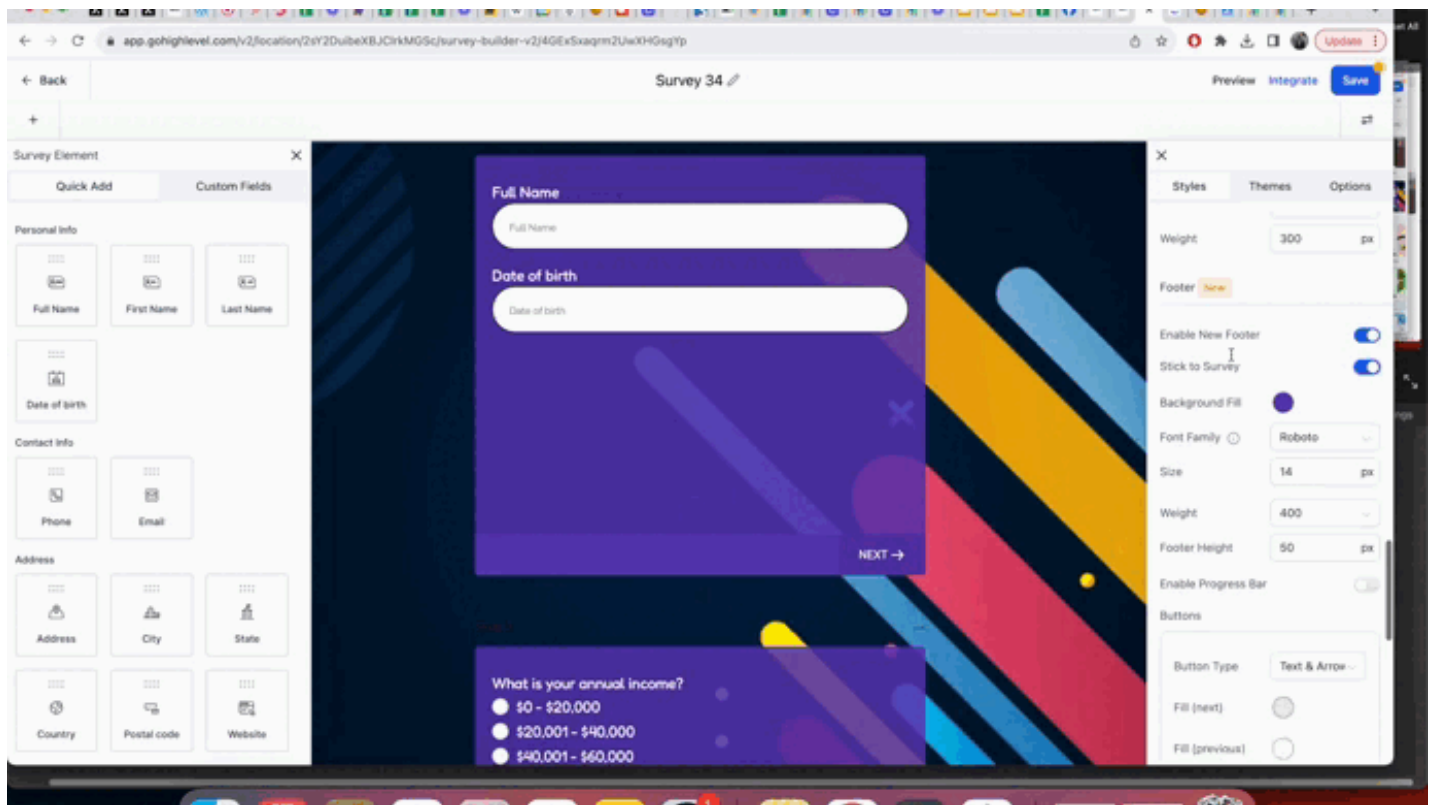 app.gohighlevel.com/v2/location/2sY2DuibeXBJCIrkMGSc/survey-builder-v2/4GExSxaqrm2UwXHGsgYp
Update
Back
Survey 34
Preview
Integrate
Save
Survey Element
Quick Add
Custom Fields
Personal Info
Full Name
First Name
Last Name
Date of birth
Contact Info
Phone
Email
Address
Address
City
State
Country
Postal code
Website
Full Name
Full Name
Date of birth
Date of birth
NEXT →
What is your annual income?
$0 - $20,000
$20,001 - $40,000
$40,001 - $60,000
Styles
Themes
Options
Weight 300 px
Footer New
Enable New Footer
Stick to Survey
Background Fill
Font Family Roboto
Size 14 px
Weight 400
Footer Height 50 px
Enable Progress Bar
Buttons
Button Type Text & Arrow
Fill (next)
Fill (previous)